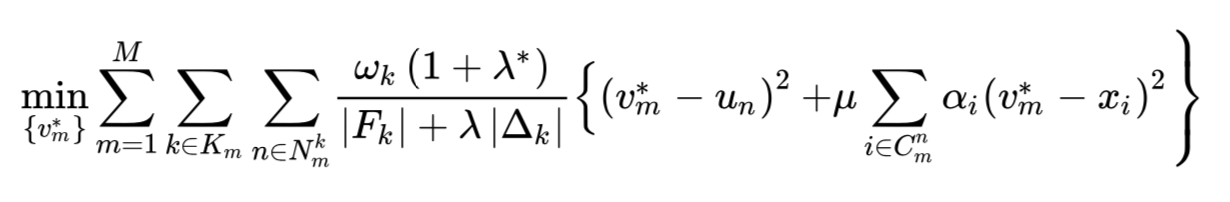 \min_{\{v_m^*\}} \sum_{m=1}^{M} \sum_{k \in K_m} \sum_{n \in N_m^k} \frac{\omega_k (1 + \lambda^*)}{|F_k| + \lambda |\Delta_k|} \left\{ (v_m^* - u_n)^2 + \mu \sum_{i \in C_m^n} \alpha_i (v_m^* - x_i)^2 \right\}